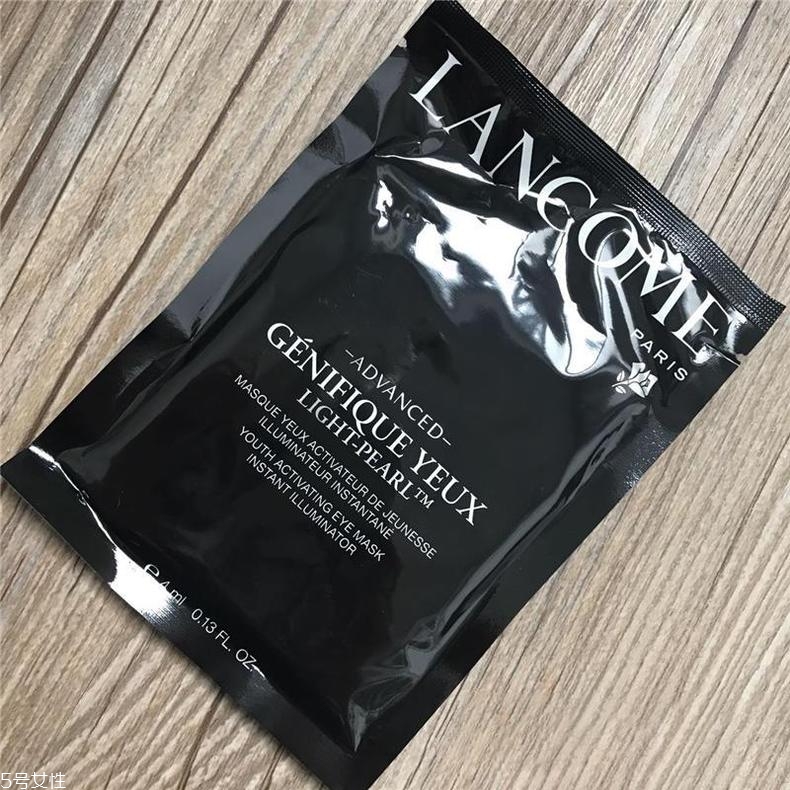 LANCÔME
PARIS
–ADVANCED–
GÉNIFIQUE YEUX
LIGHT-PEARL™
MASQUE YEUX ACTIVATEUR DE JEUNESSE
ILLUMINATEUR INSTANTANÉ
YOUTH ACTIVATING EYE MASK
INSTANT ILLUMINATOR
℮ 4 ml 0.13 FL. OZ.
5号女性